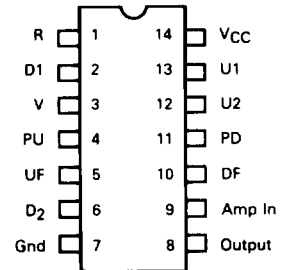 R 1 14 VCC
D1 2 13 U1
V 3 12 U2
PU 4 11 PD
UF 5 10 DF
D2 6 9 Amp In
Gnd 7 8 Output